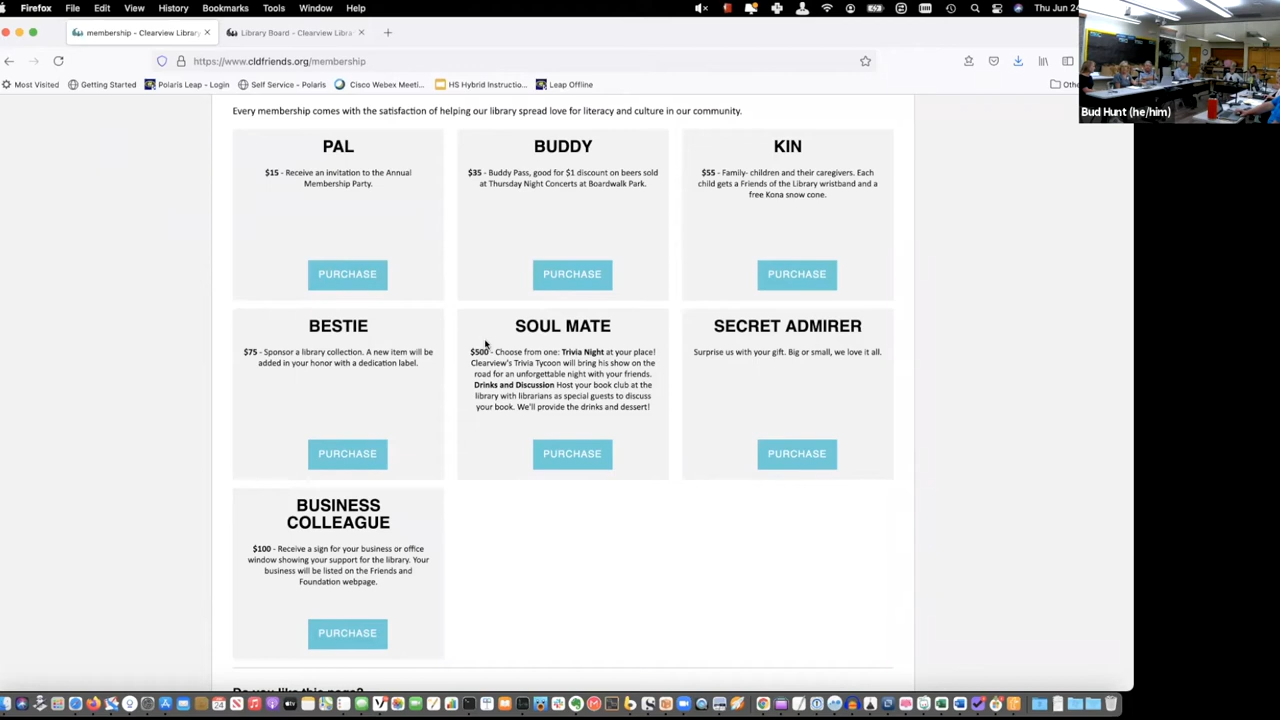 Firefox File Edit View History Bookmarks Tools Window Help Thu Jun 24
membership - Clearview Library Library Board - Clearview Libra
https://www.cldfriends.org/membership
Most Visited Getting Started Polaris Leap - Login Self Service - Polaris Cisco Webex Meeti... HS Hybrid Instructio... Leap Offline
Bud Hunt (he/him)
Every membership comes with the satisfaction of helping our library spread love for literacy and culture in our community.
PAL
$15 - Receive an invitation to the Annual
Membership Party.
PURCHASE
BUDDY
$35 - Buddy Pass, good for $1 discount on beers sold
at Thursday Night Concerts at Boardwalk Park.
PURCHASE
KIN
$55 - Family- children and their caregivers. Each
child gets a Friends of the Library wristband and a
free Kona snow cone.
PURCHASE
BESTIE
$75 - Sponsor a library collection. A new item will be
added in your honor with a dedication label.
PURCHASE
SOUL MATE
$500 - Choose from one: Trivia Night at your place!
Clearview's Trivia Tycoon will bring his show on the
road for an unforgettable night with your friends.
Drinks and Discussion Host your book club at the
library with librarians as special guests to discuss
your book. We'll provide the drinks and dessert!
PURCHASE
SECRET ADMIRER
Surprise us with your gift. Big or small, we love it all.
PURCHASE
BUSINESS
COLLEAGUE
$100 - Receive a sign for your business or office
window showing your support for the library. Your
business will be listed on the Friends and
Foundation webpage.
PURCHASE
Do you like this page?